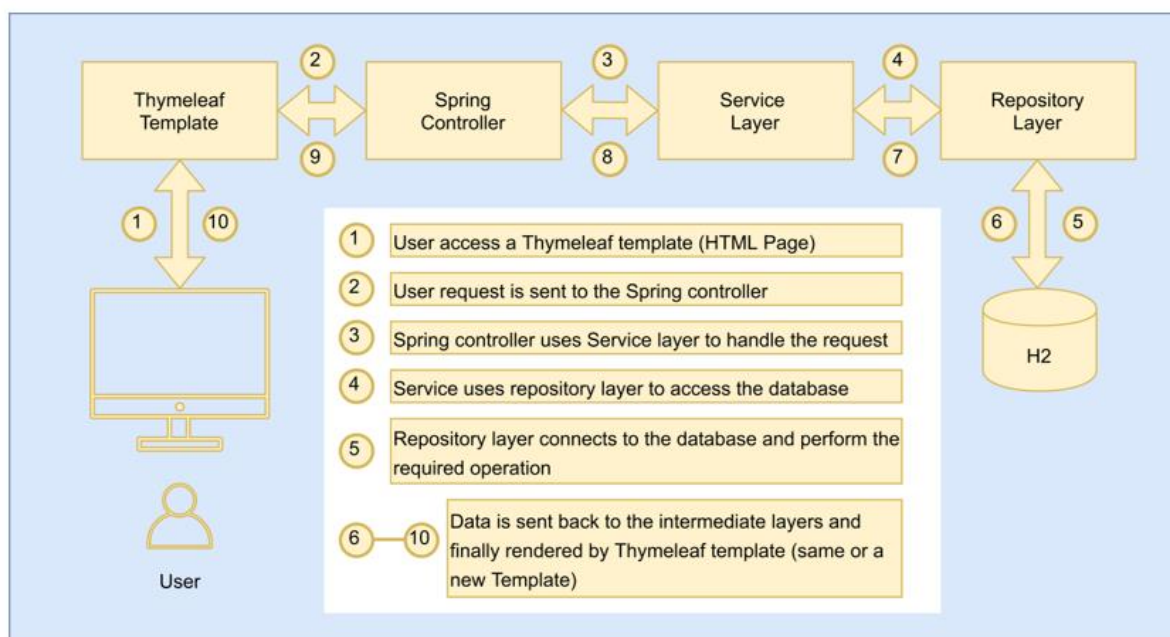 2
3
4
Thymeleaf
Template
Spring
Controller
Service
Layer
Repository
Layer
9
8
7
1
10
6
5
1
User access a Thymeleaf template (HTML Page)
2
User request is sent to the Spring controller
3
Spring controller uses Service layer to handle the request
4
Service uses repository layer to access the database
5
Repository layer connects to the database and perform the
required operation
6
10
Data is sent back to the intermediate layers and
finally rendered by Thymeleaf template (same or a
new Template)
H2
User